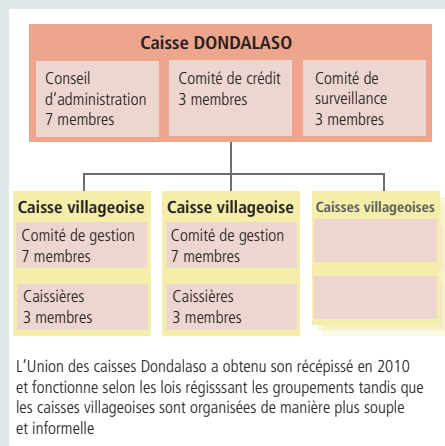 Caisse DONDALASO
Conseil
d'administration
7 membres
Comité de crédit
3 membres
Comité de
surveillance
3 membres
Caisse villageoise
Comité de gestion
7 membres
Caissières
3 membres
Caisse villageoise
Comité de gestion
7 membres
Caissières
3 membres
Caisses villageoises
L'Union des caisses Dondalaso a obtenu son récépissé en 2010
et fonctionne selon les lois régisssant les groupements tandis que
les caisses villageoises sont organisées de manière plus souple
et informelle